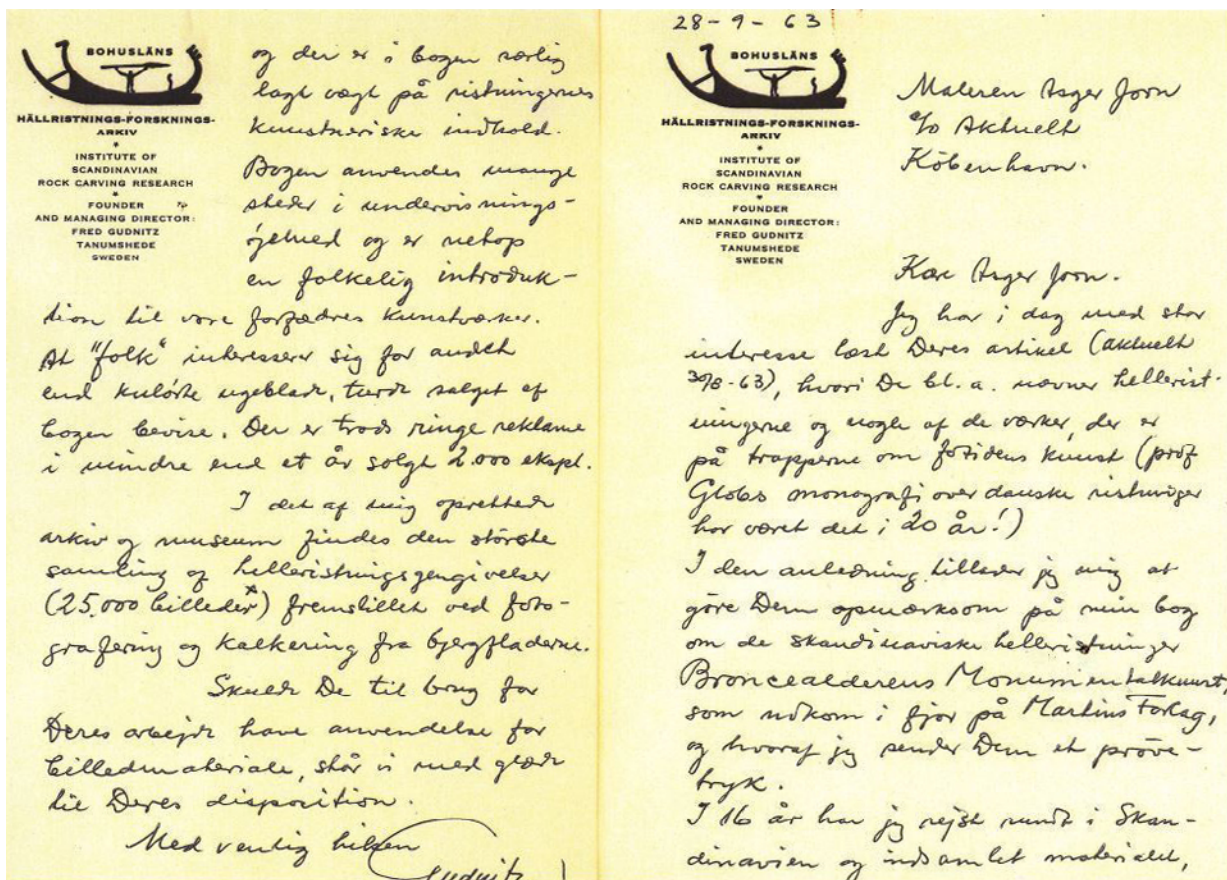 28-9-63
BOHUSLÄNS
HÄLLRISTNINGS-FORSKNINGS-
ARKIV
*
INSTITUTE OF
SCANDINAVIAN
ROCK CARVING RESEARCH
*
FOUNDER
AND MANAGING DIRECTOR:
FRED GUDNITZ
TANUMSHEDE
SWEDEN
Maleren Asger Jorn
c/o Aktuelt
København.
Kære Asger Jorn.
Jeg har i dag med stor
interesse læst Deres artikel (aktuelt
30/8-63), hvori De bl. a. nævner hellerist-
ningerne og nogle af de værker, der er
på trapperne om fortidens kunst (prof
Globs monografi over danske ristninger
har været det i 20 år!)
I den anledning tillader jeg mig at
göre Dem opmærksom på min bog
om de skandinaviske helleristninger
Broncealderens Monumentalkunst,
som udkom i fjor på Martins Forlag,
og hvoraf jeg sender Dem et prøve-
tryk.
I 16 år har jeg rejst rundt i Skan-
dinavien og indsamlet materialet,
BOHUSLÄNS
HÄLLRISTNINGS-FORSKNINGS-
ARKIV
*
INSTITUTE OF
SCANDINAVIAN
ROCK CARVING RESEARCH
*
FOUNDER
AND MANAGING DIRECTOR:
FRED GUDNITZ
TANUMSHEDE
SWEDEN
og der er i bogen særlig
lagt vægt på ristningernes
kunstneriske indhold.
Bogen anvendes mange
steder i undervisnings-
øjemed og er netop
en folkelig introduk-
tion til vore forfædres kunstværker.
At "folk" interesserer sig for andet
end kulørte ugeblade, turde salget af
bogen bevise. Der er trods ringe reklame
i mindre end et år solgt 2.000 ekspl.
I det af mig oprettede
arkiv og museum findes den störste
samling af helleristningsgengivelser
(25.000 billeder*) fremstillet ved foto-
grafering og kalkering fra bjergfladerne.
Skulde De til brug for
Deres arbejde have anvendelse for
billedmateriale, står vi med glæde
til Deres disposition.
Med venlig hilsen
Gudnitz